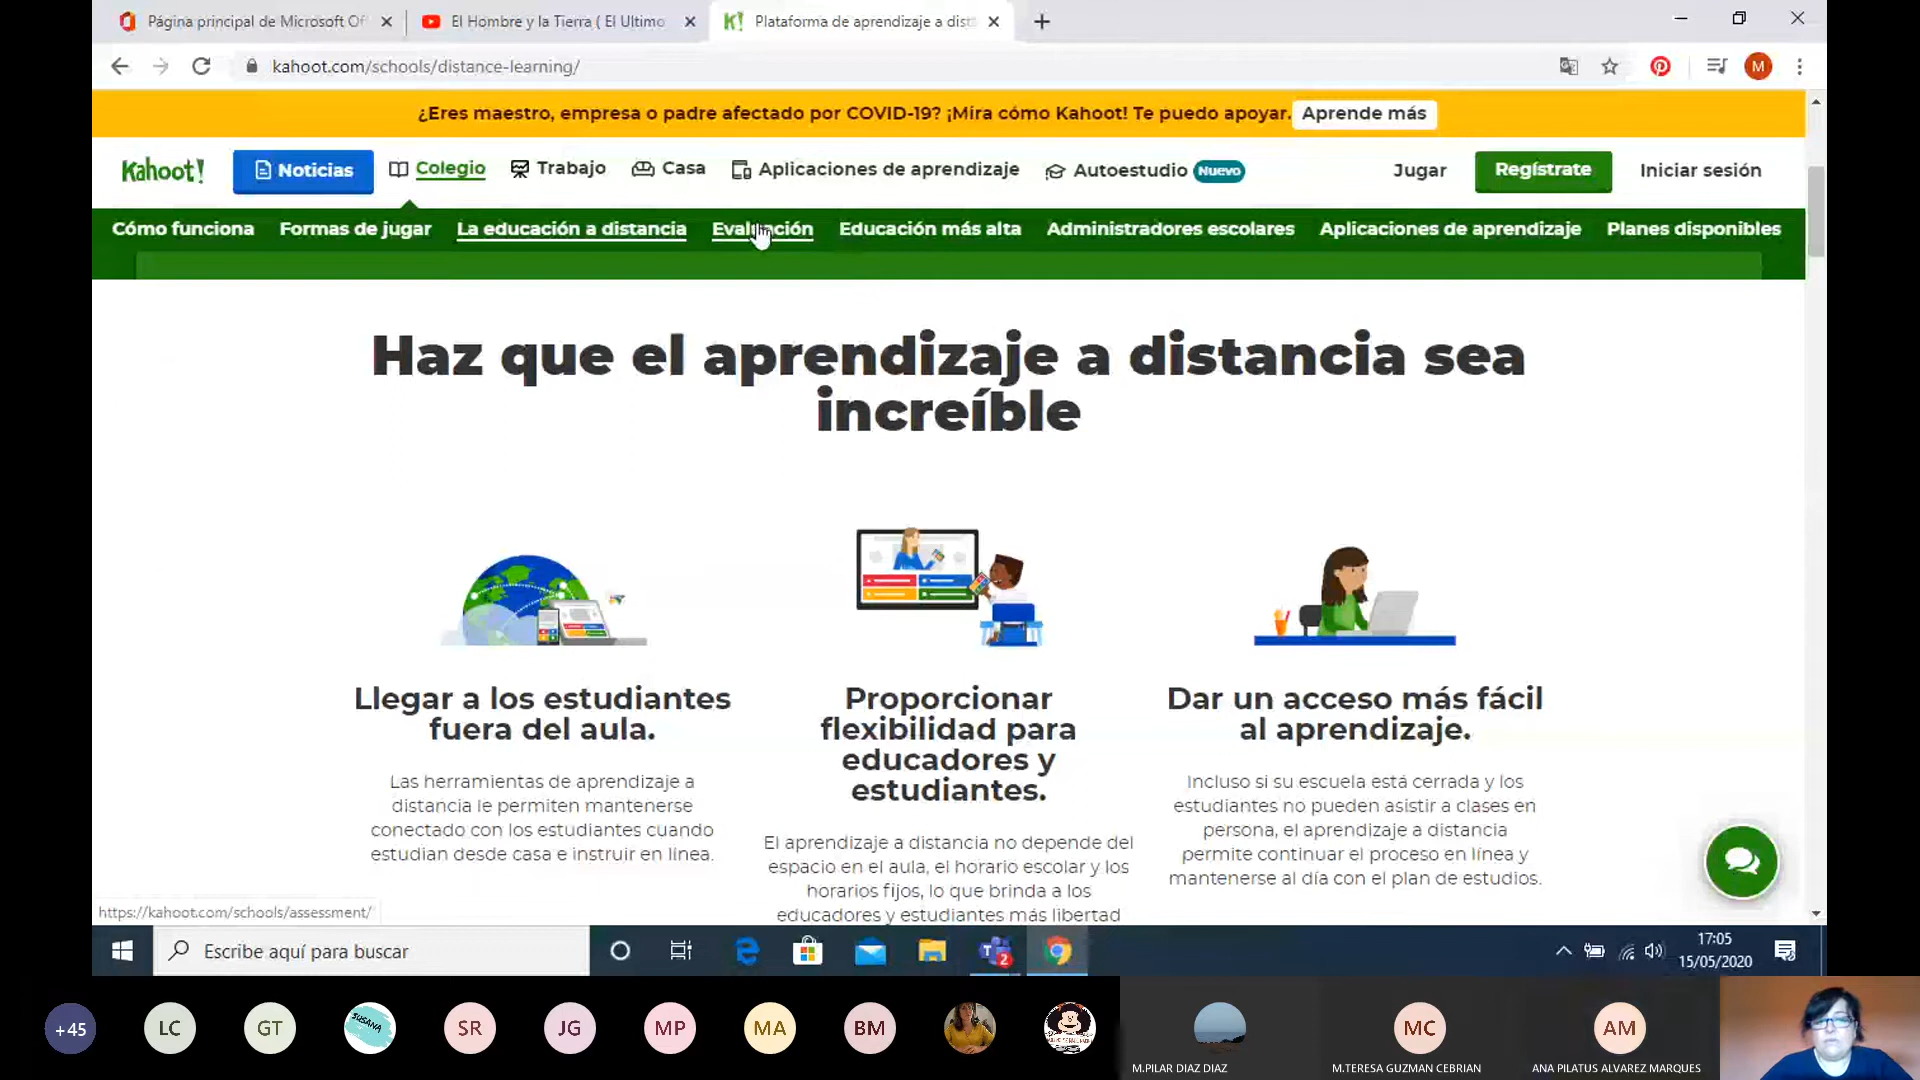 Página principal de Microsoft Of
El Hombre y la Tierra ( El Ultimo
K! Plataforma de aprendizaje a dist
kahoot.com/schools/distance-learning/
M
¿Eres maestro, empresa o padre afectado por COVID-19? ¡Mira cómo Kahoot! Te puedo apoyar. Aprende más
Kahoot! Noticias Colegio Trabajo Casa Aplicaciones de aprendizaje Autoestudio Nuevo Jugar Regístrate Iniciar sesión
Cómo funciona Formas de jugar La educación a distancia Evaluación Educación más alta Administradores escolares Aplicaciones de aprendizaje Planes disponibles
Haz que el aprendizaje a distancia sea
increíble
Llegar a los estudiantes
fuera del aula.
Las herramientas de aprendizaje a
distancia le permiten mantenerse
conectado con los estudiantes cuando
estudian desde casa e instruir en línea.
Proporcionar
flexibilidad para
educadores y
estudiantes.
El aprendizaje a distancia no depende del
espacio en el aula, el horario escolar y los
horarios fijos, lo que brinda a los
educadores y estudiantes más libertad
Dar un acceso más fácil
al aprendizaje.
Incluso si su escuela está cerrada y los
estudiantes no pueden asistir a clases en
persona, el aprendizaje a distancia
permite continuar el proceso en línea y
mantenerse al día con el plan de estudios.
https://kahoot.com/schools/assessment/
Escribe aquí para buscar
2
17:05
15/05/2020
+45 LC GT SUSANA SR JG MP MA BM MC AM
M.PILAR DIAZ DIAZ
M.TERESA GUZMAN CEBRIAN
ANA PILATUS ALVAREZ MARQUES